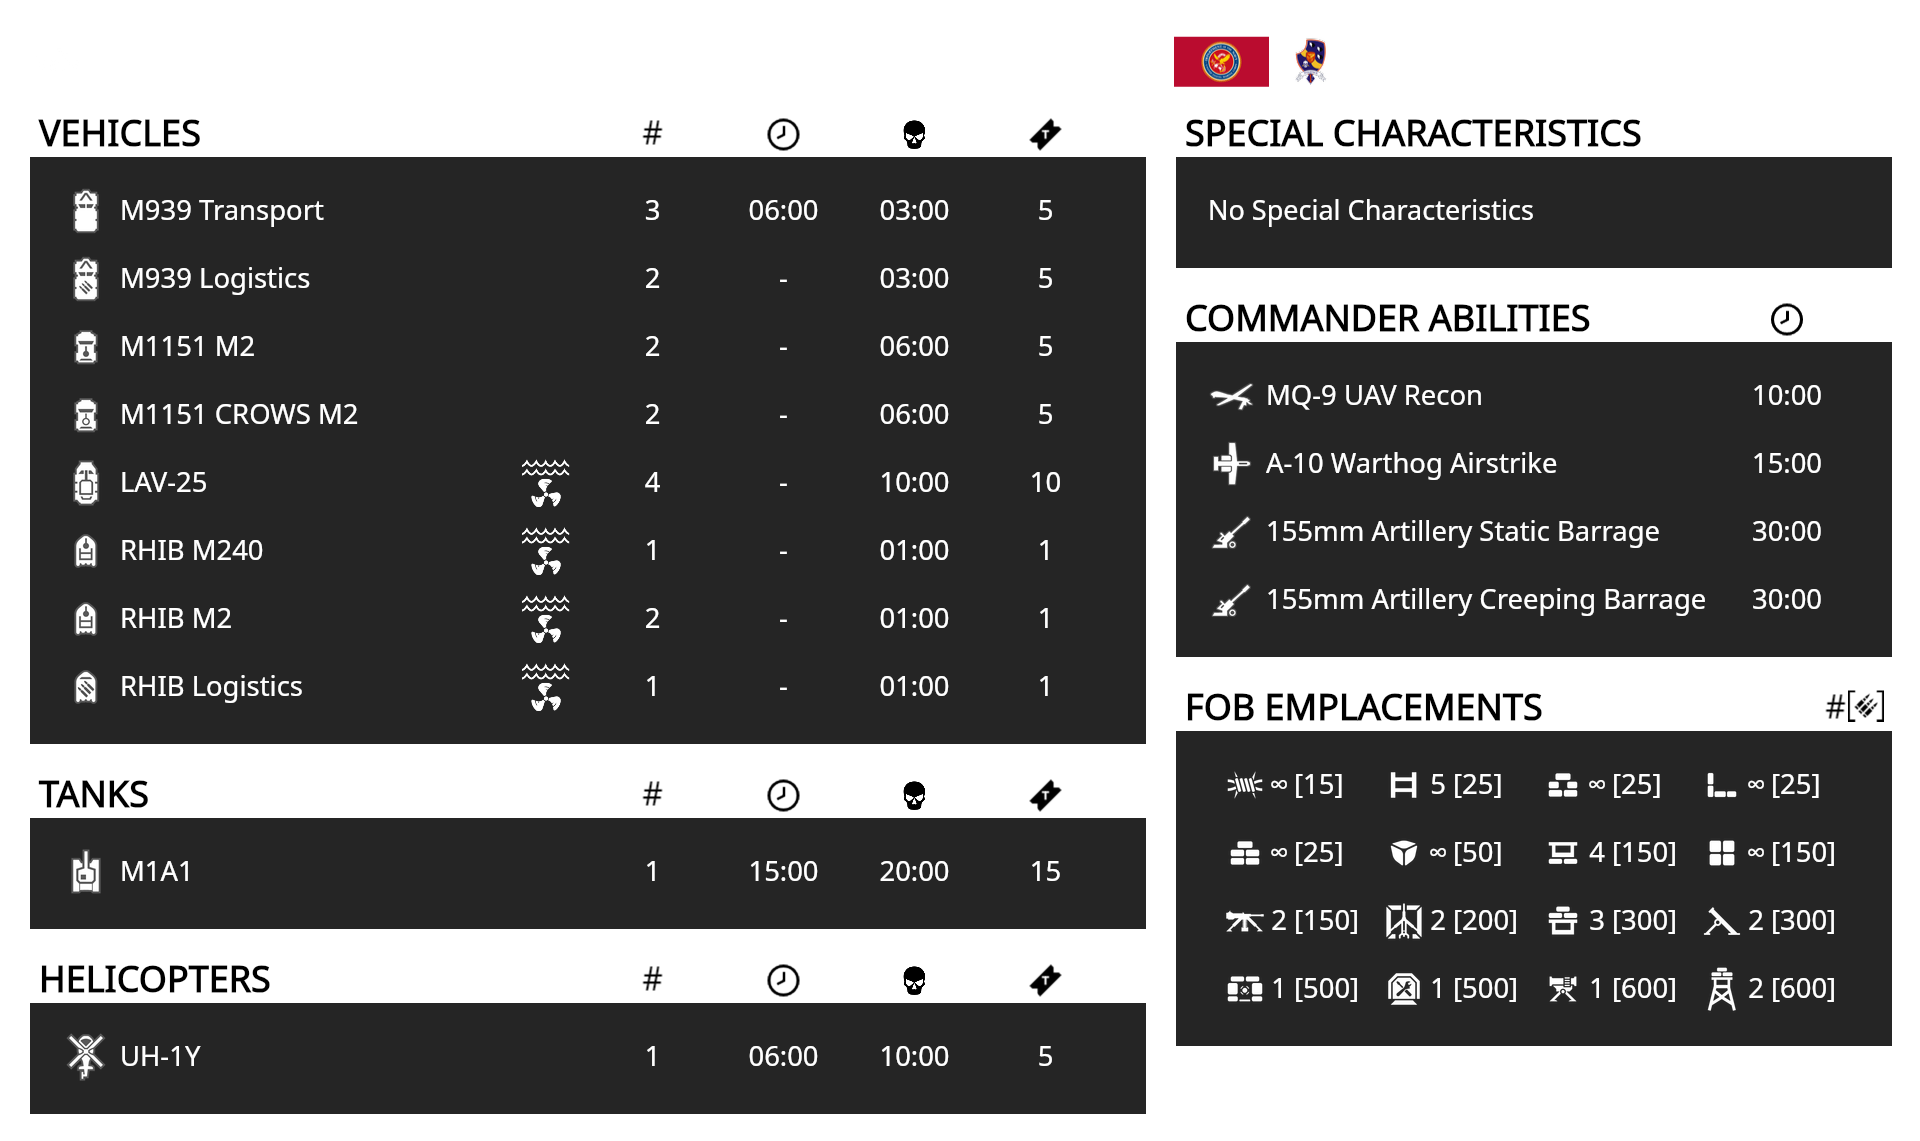 VEHICLES #
M939 Transport 3 06:00 03:00 5
M939 Logistics 2 - 03:00 5
M1151 M2 2 - 06:00 5
M1151 CROWS M2 2 - 06:00 5
LAV-25 4 - 10:00 10
RHIB M240 1 - 01:00 1
RHIB M2 2 - 01:00 1
RHIB Logistics 1 - 01:00 1
TANKS #
M1A1 1 15:00 20:00 15
HELICOPTERS #
UH-1Y 1 06:00 10:00 5
SPECIAL CHARACTERISTICS
No Special Characteristics
COMMANDER ABILITIES
MQ-9 UAV Recon 10:00
A-10 Warthog Airstrike 15:00
155mm Artillery Static Barrage 30:00
155mm Artillery Creeping Barrage 30:00
FOB EMPLACEMENTS #[ ]
∞ [15] 5 [25] ∞ [25] ∞ [25]
∞ [25] ∞ [50] 4 [150] ∞ [150]
2 [150] 2 [200] 3 [300] 2 [300]
1 [500] 1 [500] 1 [600] 2 [600]